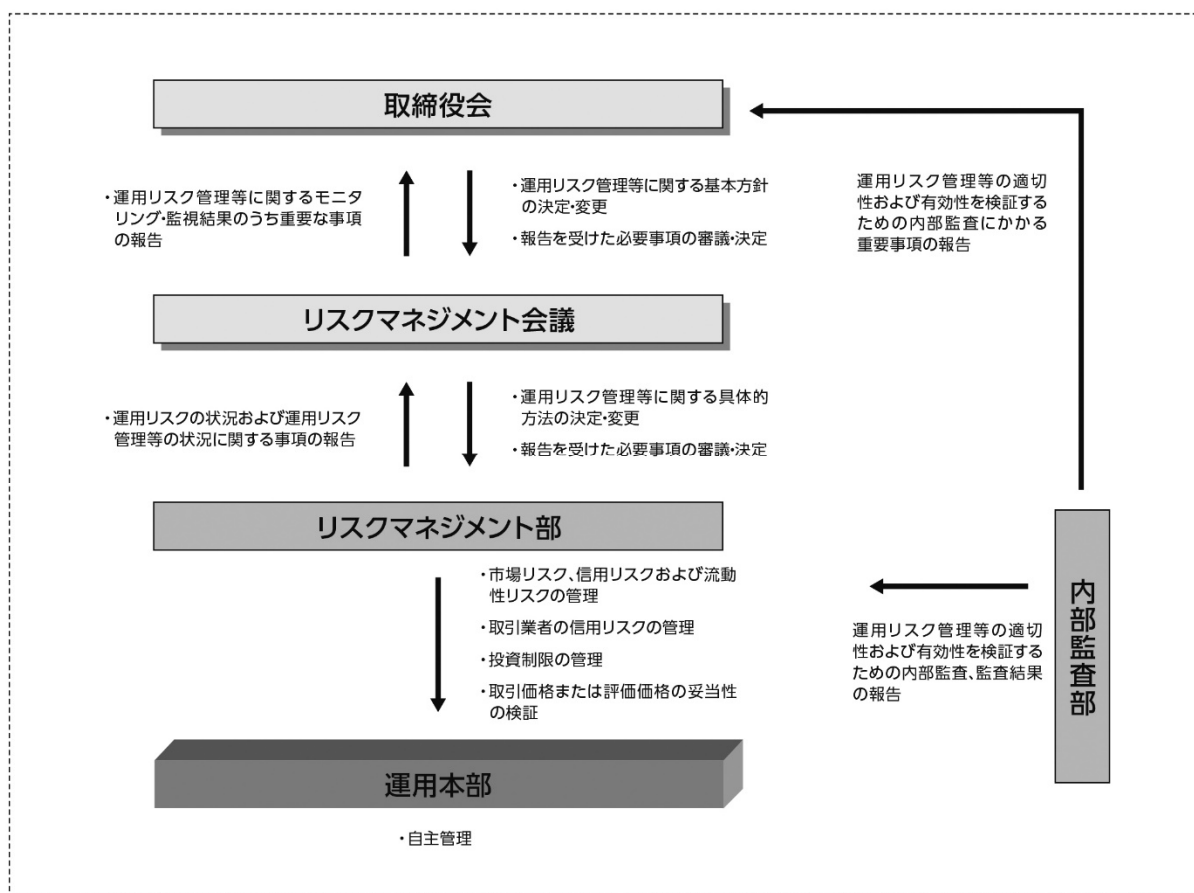 取締役会
・運用リスク管理等に関するモニタ
リング・監視結果のうち重要な事項
の報告
・運用リスク管理等に関する基本方針
の決定・変更
・報告を受けた必要事項の審議・決定
運用リスク管理等の適切
性および有効性を検証する
ための内部監査にかかる
重要事項の報告
リスクマネジメント会議
・運用リスクの状況および運用リスク
管理等の状況に関する事項の報告
・運用リスク管理等に関する具体的
方法の決定・変更
・報告を受けた必要事項の審議・決定
リスクマネジメント部
・市場リスク、信用リスクおよび流動
性リスクの管理
・取引業者の信用リスクの管理
・投資制限の管理
・取引価格または評価価格の妥当性
の検証
運用リスク管理等の適切
性および有効性を検証する
ための内部監査、監査結果
の報告
内部監査部
運用本部
・自主管理